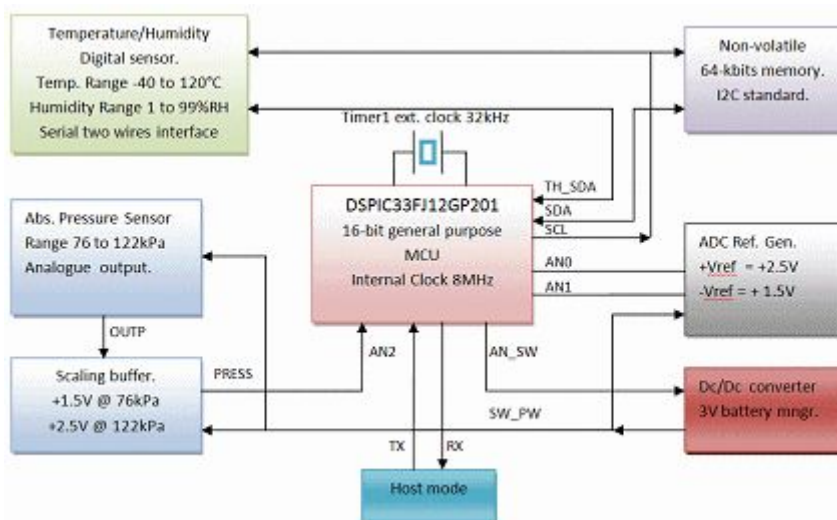 Temperature/Humidity
Digital sensor.
Temp. Range -40 to 120°C
Humidity Range 1 to 99%RH
Serial two wires interface
Non-volatile
64-kbits memory.
I2C standard.
Timer1 ext. clock 32kHz
TH_SDA
SDA
SCL
DSPIC33FJ12GP201
16-bit general purpose
MCU
Internal Clock 8MHz
AN0
AN1
Abs. Pressure Sensor
Range 76 to 122kPa
Analogue output.
ADC Ref. Gen.
+Vref = +2.5V
-Vref = + 1.5V
OUTP
AN2
AN_SW
Scaling buffer.
+1.5V @ 76kPa
+2.5V @ 122kPa
PRESS
Dc/Dc converter
3V battery mngr.
SW_PW
TX
RX
Host mode